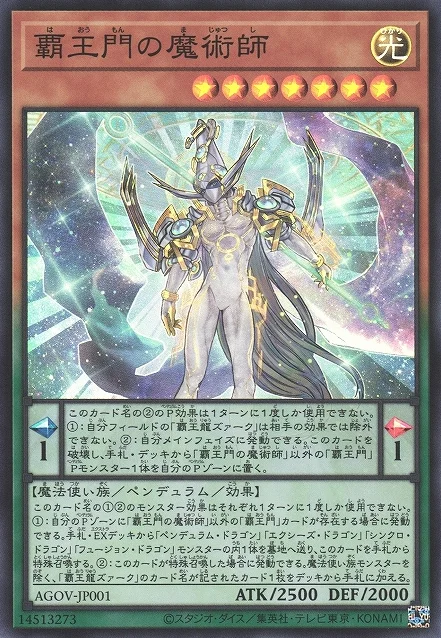 覇王門の魔術師
光
このカード名の②のP効果は1ターンに1度しか使用できない。
①：自分フィールドの「覇王龍ズァーク」は相手の効果では除外
できない。②：自分メインフェイズに発動できる。このカードを
破壊し、手札・デッキから「覇王門の魔術師」以外の「覇王門」
Pモンスター1体を自分のPゾーンに置く。
1
1
【魔法使い族／ペンデュラム／効果】
このカード名の①②のモンスター効果はそれぞれ1ターンに1度しか使用できない。
①：自分のPゾーンに「覇王門の魔術師」以外の「覇王門」カードが存在する場合に発動
できる。手札・EXデッキから「ペンデュラム・ドラゴン」「エクシーズ・ドラゴン」「シンクロ・
ドラゴン」「フュージョン・ドラゴン」モンスターの内1体を墓地へ送り、このカードを手札から
特殊召喚する。②：このカードが特殊召喚した場合に発動できる。魔法使い族モンスター
を除く、「覇王龍ズァーク」のカード名が記されたカード1枚をデッキから手札に加える。
AGOV-JP001
ATK/2500 DEF/2000
14513273
©スタジオ・ダイス／集英社・テレビ東京・KONAMI